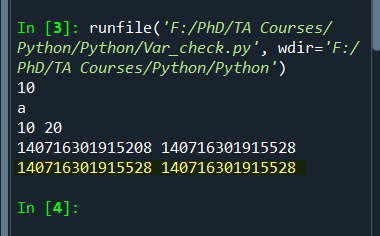 In [3]: runfile('F:/PhD/TA Courses/
Python/Python/Var_check.py', wdir='F:/
PhD/TA Courses/Python/Python')
10
a
10 20
140716301915208 140716301915528
140716301915528 140716301915528
In [4]: